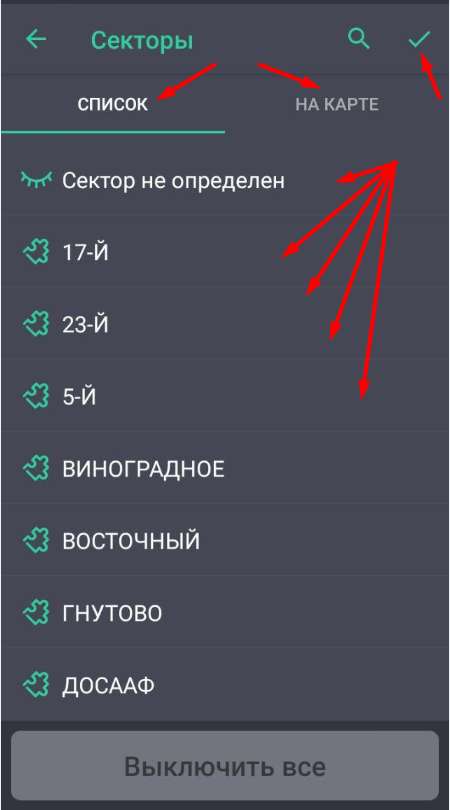 Секторы
СПИСОК
НА КАРТЕ
Сектор не определен
17-Й
23-Й
5-Й
ВИНОГРАДНОЕ
ВОСТОЧНЫЙ
ГНУТОВО
ДОСААФ
Выключить все